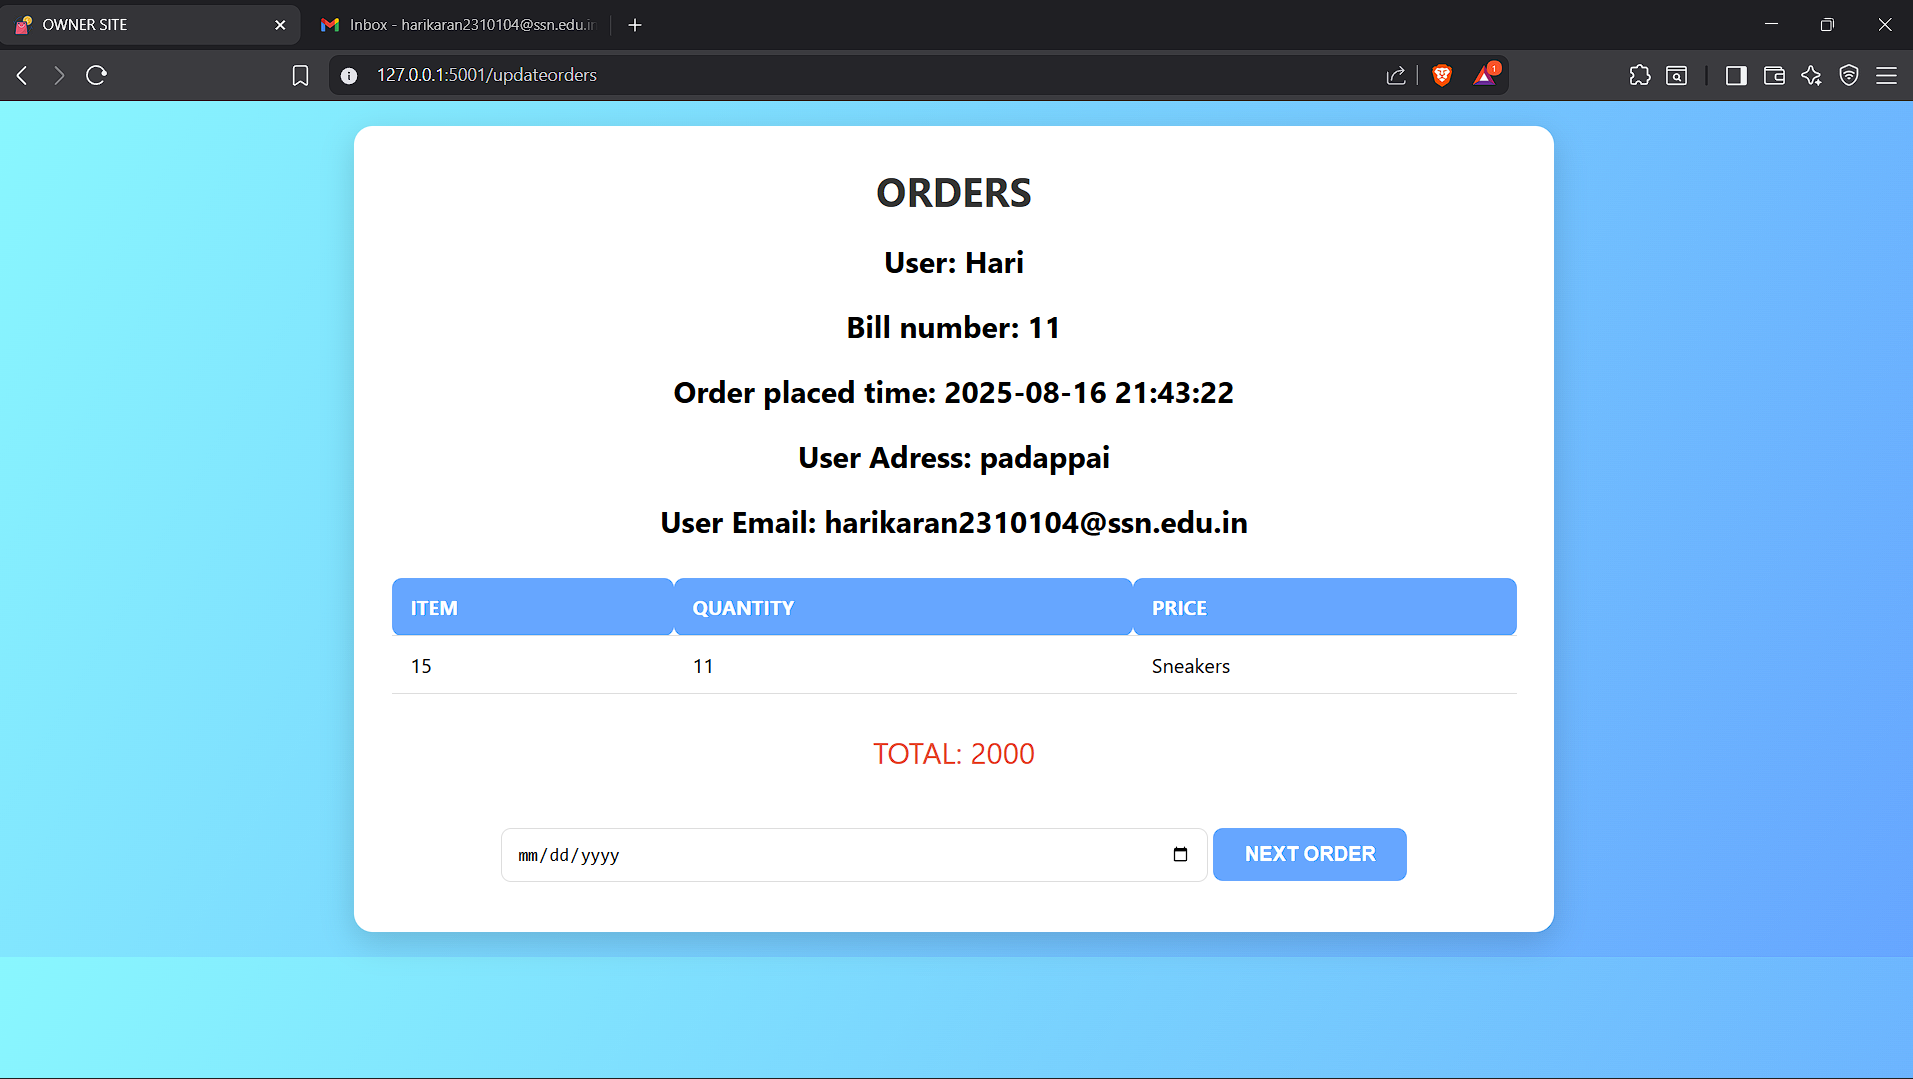 OWNER SITE
Inbox - harikaran2310104@ssn.edu.in
127.0.0.1:5001/updateorders
1
ORDERS
User: Hari
Bill number: 11
Order placed time: 2025-08-16 21:43:22
User Adress: padappai
User Email: harikaran2310104@ssn.edu.in
ITEM QUANTITY PRICE
15 11 Sneakers
TOTAL: 2000
mm/dd/yyyy NEXT ORDER